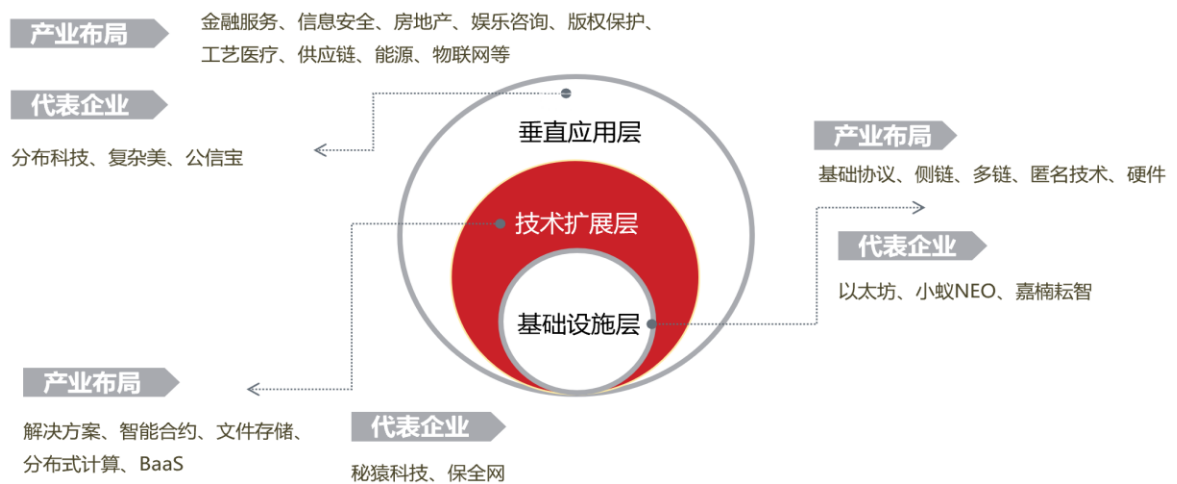 产业布局
金融服务、信息安全、房地产、娱乐咨询、版权保护、
工艺医疗、供应链、能源、物联网等
代表企业
分布科技、复杂美、公信宝
垂直应用层
技术扩展层
基础设施层
产业布局
基础协议、侧链、多链、匿名技术、硬件
代表企业
以太坊、小蚁NEO、嘉楠耘智
产业布局
解决方案、智能合约、文件存储、
分布式计算、BaaS
代表企业
秘猿科技、保全网